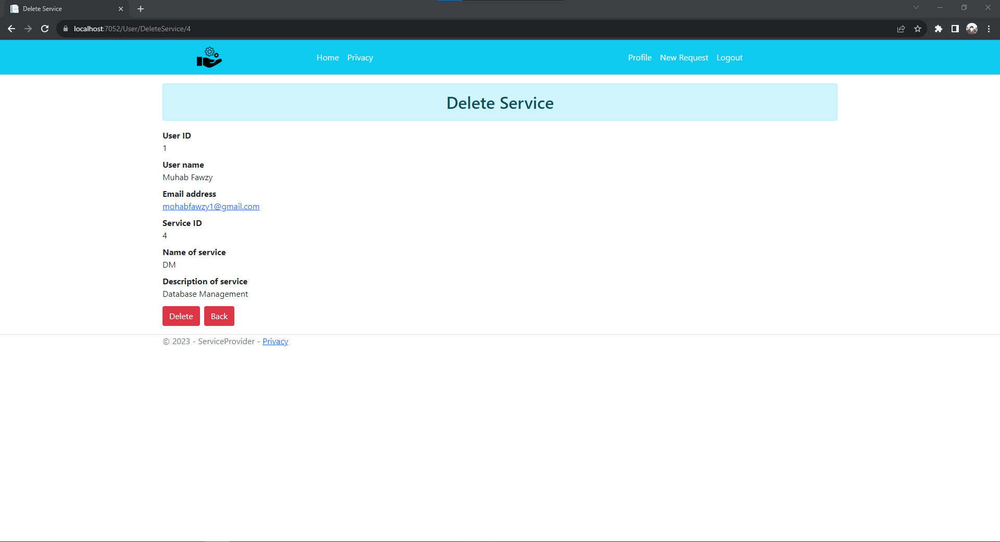 Delete Service
localhost:7052/User/DeleteService/4
Home Privacy Profile New Request Logout
Delete Service
User ID
1
User name
Muhab Fawzy
Email address
mohabfawzy1@gmail.com
Service ID
4
Name of service
DM
Description of service
Database Management
Delete Back
© 2023 - ServiceProvider - Privacy